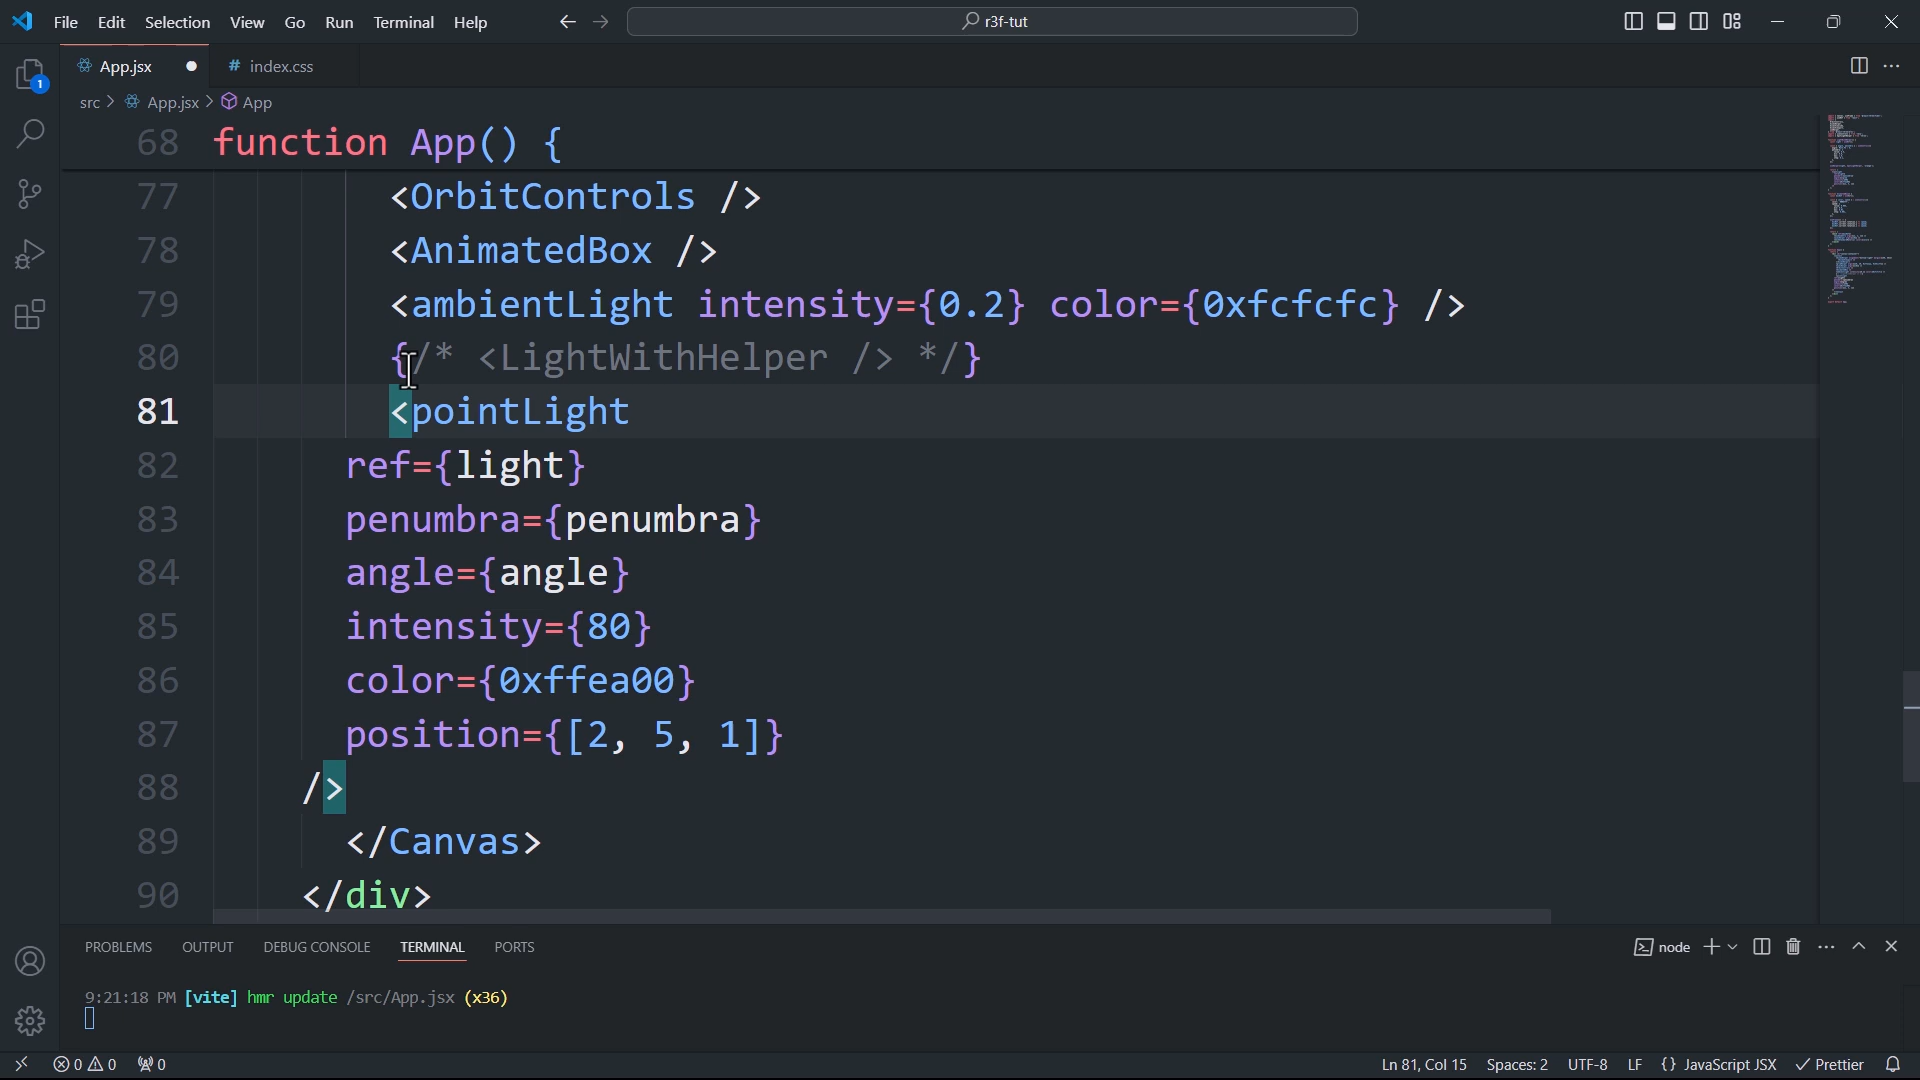 File Edit Selection View Go Run Terminal Help r3f-tut
App.jsx index.css
src > App.jsx > App
68 function App() {
77 <OrbitControls />
78 <AnimatedBox />
79 <ambientLight intensity={0.2} color={0xfcfcfc} />
80 {/* <LightWithHelper /> */}
81 <pointLight
82 ref={light}
83 penumbra={penumbra}
84 angle={angle}
85 intensity={80}
86 color={0xffea00}
87 position={[2, 5, 1]}
88 />
89 </Canvas>
90 </div>
PROBLEMS OUTPUT DEBUG CONSOLE TERMINAL PORTS node
9:21:18 PM [vite] hmr update /src/App.jsx (x36)
0 0 0 Ln 81, Col 15 Spaces: 2 UTF-8 LF {} JavaScript JSX Prettier
1